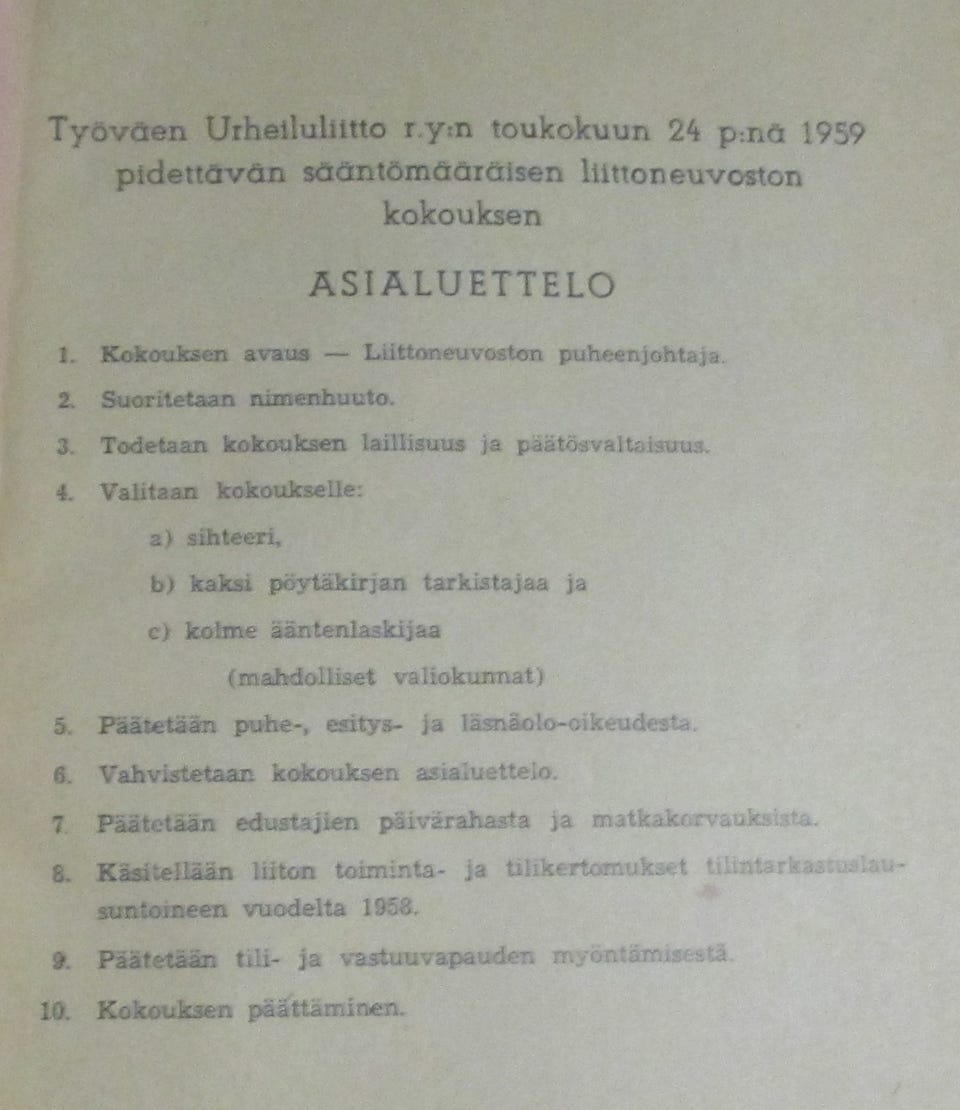 Työväen Urheiluliitto r.y:n toukokuun 24 p:nä 1959
pidettävän sääntömääräisen liittoneuvoston
kokouksen
ASIALUETTELO
1. Kokouksen avaus — Liittoneuvoston puheenjohtaja.
2. Suoritetaan nimenhuuto.
3. Todetaan kokouksen laillisuus ja päätösvaltaisuus.
4. Valitaan kokoukselle:
a) sihteeri,
b) kaksi pöytäkirjan tarkistajaa ja
c) kolme ääntenlaskijaa
(mahdolliset valiokunnat)
5. Päätetään puhe-, esitys- ja läsnäolo-oikeudesta.
6. Vahvistetaan kokouksen asialuettelo.
7. Päätetään edustajien päivärahasta ja matkakorvauksista.
8. Käsitellään liiton toiminta- ja tilikertomukset tilintarkastuslau-
suntoineen vuodelta 1958.
9. Päätetään tili- ja vastuuvapauden myöntämisestä.
10. Kokouksen päättäminen.